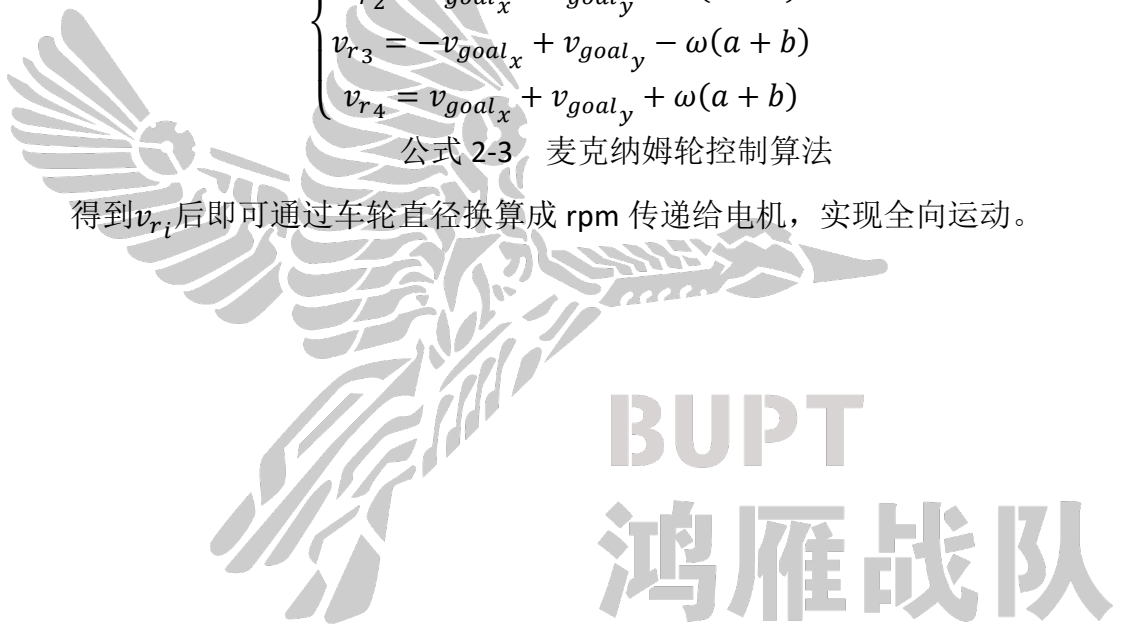 v_{r_3} = −v_{goal_x} + v_{goal_y} − ω(a + b)
v_{r_4} = v_{goal_x} + v_{goal_y} + ω(a + b)
公式 2-3 麦克纳姆轮控制算法
得到v_{r_i}后即可通过车轮直径换算成 rpm 传递给电机，实现全向运动。
BUPT
鸿雁战队